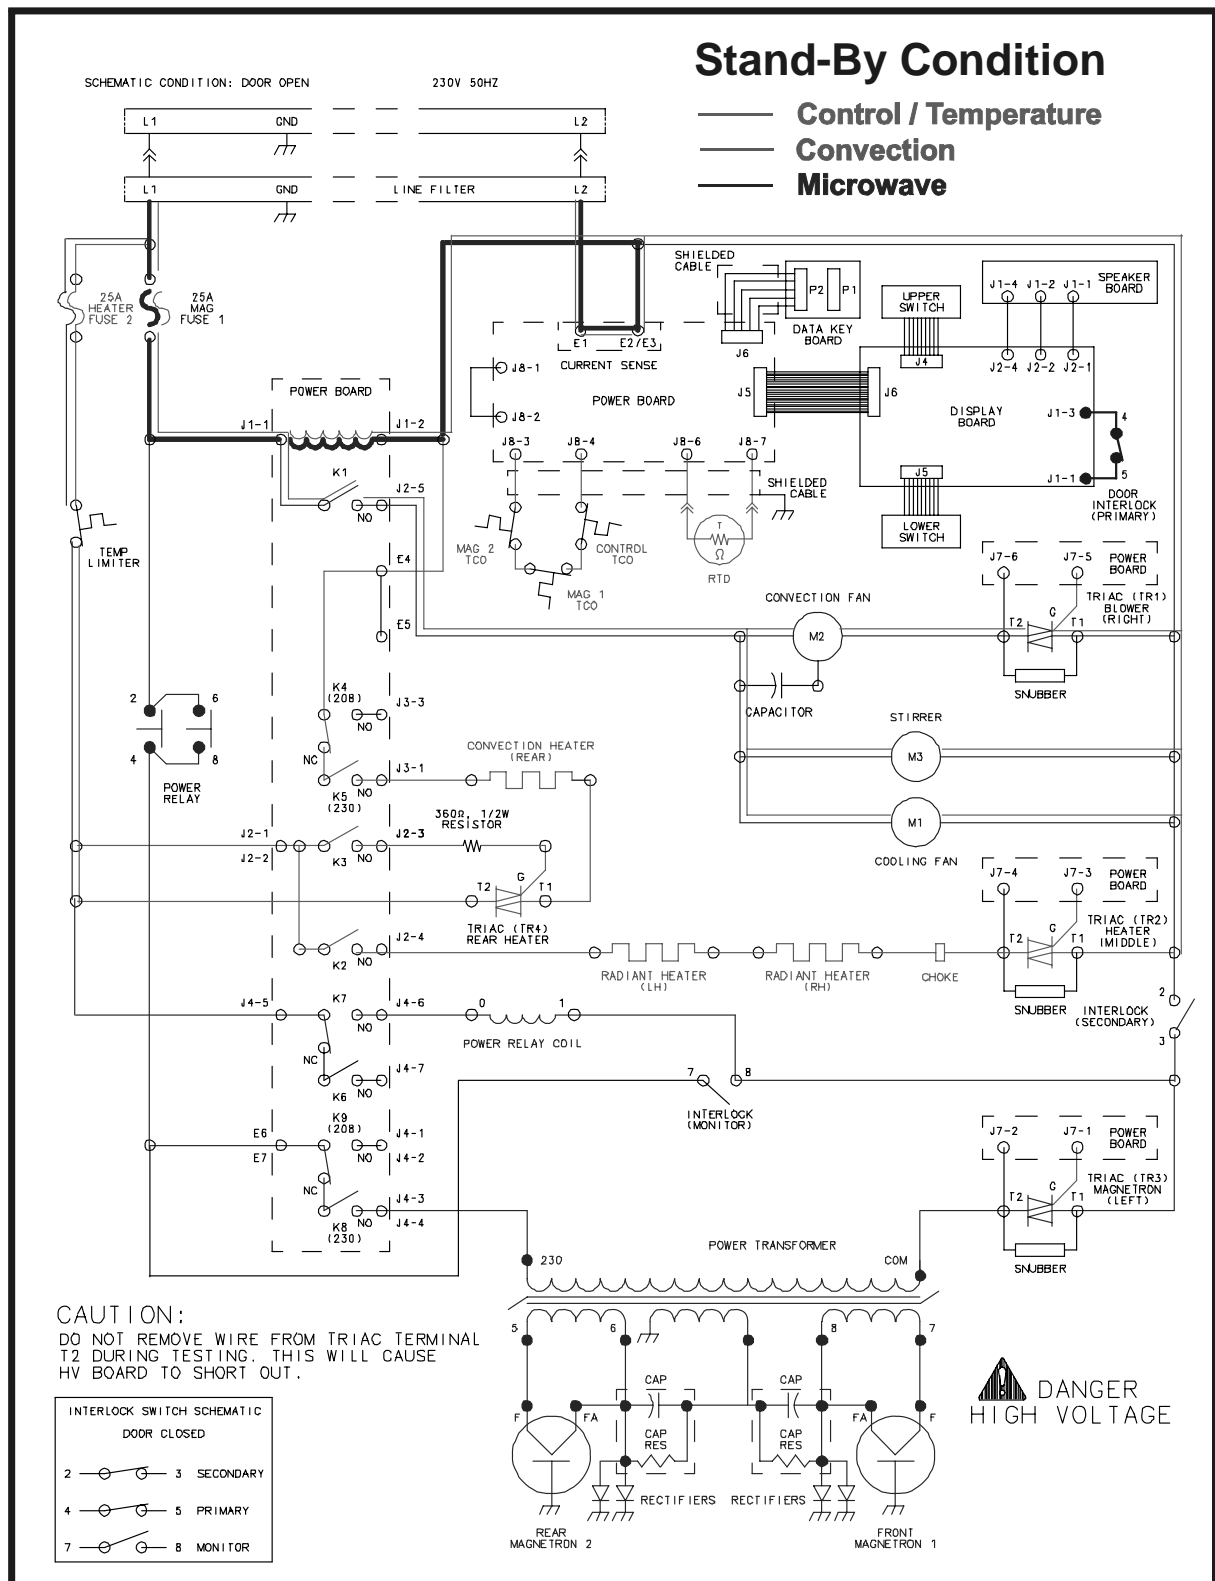 Stand-By Condition
SCHEMATIC CONDITION: DOOR OPEN
230V 50HZ
Control / Temperature
Convection
Microwave
L1
GND
L2
L1
GND
LINE FILTER
L2
25A
HEATER
FUSE 2
25A
MAG
FUSE 1
SHIELDED
CABLE
P2
P1
DATA KEY
BOARD
J6
UPPER
SWITCH
J4
J1-4
J1-2
J1-1
SPEAKER
BOARD
J2-4
J2-2
J2-1
E1
E2/E3
CURRENT SENSE
J8-1
J8-2
POWER BOARD
J5
J6
DISPLAY
BOARD
J1-3
4
J1-1
5
DOOR
INTERLOCK
(PRIMARY)
J5
LOWER
SWITCH
POWER BOARD
J1-1
J1-2
K1
J2-5
NO
J8-3
J8-4
J8-6
J8-7
SHIELDED
CABLE
MAG 2
TCO
CONTROL
TCO
MAG 1
TCO
T
Ω
RTD
TEMP
LIMITER
E4
E5
CONVECTION FAN
M2
CAPACITOR
J7-6
J7-5
POWER
BOARD
TRIAC (TR1)
BLOWER
(RIGHT)
G
T2
T1
SNUBBER
2
6
4
8
POWER
RELAY
K4
(208)
J3-3
NO
NC
J3-1
K5
(230)
NO
CONVECTION HEATER
(REAR)
STIRRER
M3
M1
COOLING FAN
360Ω, 1/2W
RESISTOR
J2-1
J2-2
J2-3
K3
NO
T2
G
T1
TRIAC (TR4)
REAR HEATER
J2-4
K2
NO
RADIANT HEATER
(LH)
RADIANT HEATER
(RH)
CHOKE
J7-4
J7-3
POWER
BOARD
TRIAC (TR2)
HEATER
(MIDDLE)
G
T2
T1
SNUBBER
2
INTERLOCK
(SECONDARY)
3
J4-5
K7
J4-6
NO
0
1
POWER RELAY COIL
NC
J4-7
K6
NO
7
8
INTERLOCK
(MONITOR)
E6
E7
K9
(208)
J4-1
NO
J4-2
NC
J4-3
K8
(230)
NO
J4-4
J7-2
J7-1
POWER
BOARD
TRIAC (TR3)
MAGNETRON
(LEFT)
G
T2
T1
SNUBBER
POWER TRANSFORMER
230
COM
5
6
8
7
CAUTION:
DO NOT REMOVE WIRE FROM TRIAC TERMINAL
T2 DURING TESTING. THIS WILL CAUSE
HV BOARD TO SHORT OUT.
F
FA
CAP
CAP
FA
F
CAP
RES
CAP
RES
RECTIFIERS
RECTIFIERS
REAR
MAGNETRON 2
FRONT
MAGNETRON 1
DANGER
HIGH VOLTAGE
INTERLOCK SWITCH SCHEMATIC
DOOR CLOSED
2 3 SECONDARY
4 5 PRIMARY
7 8 MONITOR